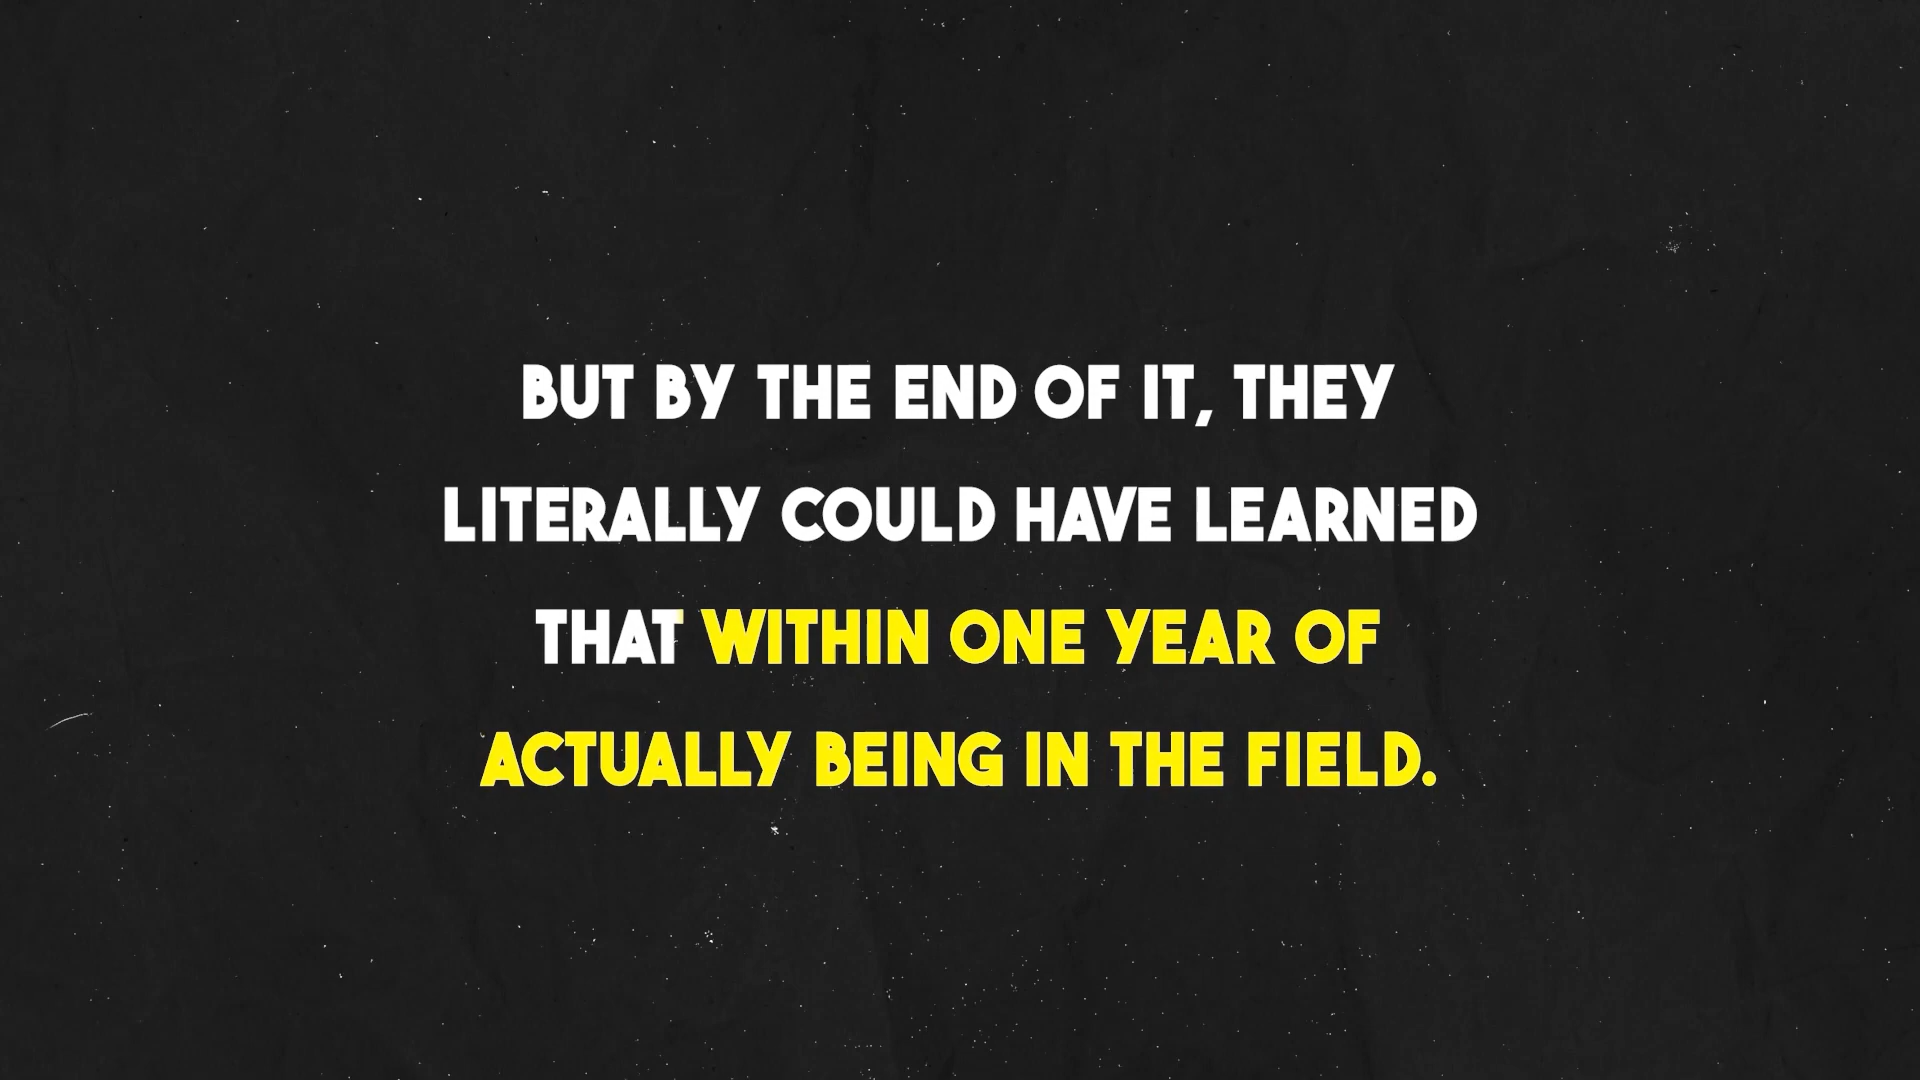 BUT BY THE END OF IT, THEY
LITERALLY COULD HAVE LEARNED
THAT WITHIN ONE YEAR OF
ACTUALLY BEING IN THE FIELD.